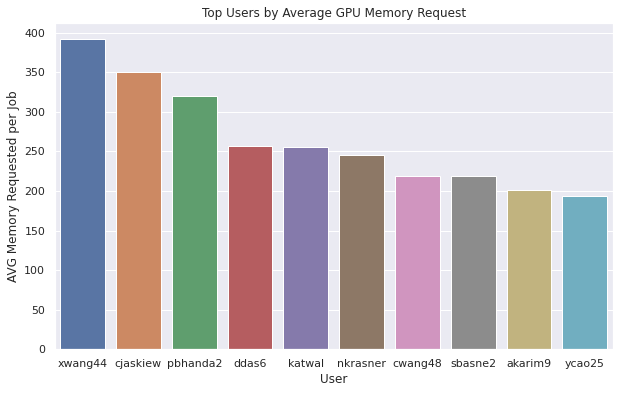 Top Users by Average GPU Memory Request
AVG Memory Requested per Job
400
350
300
250
200
150
100
50
0
xwang44 cjaskiew pbhanda2 ddas6 katwal nkrasner cwang48 sbasne2 akarim9 ycao25
User